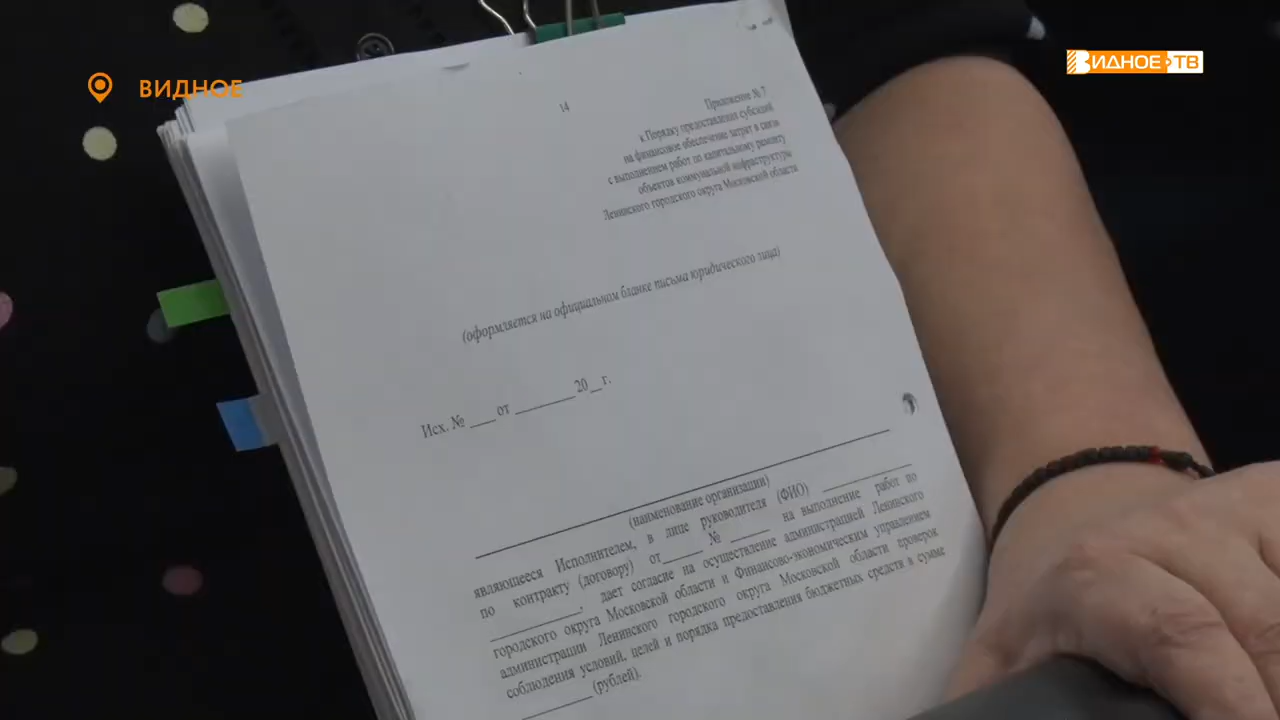 ВИДНОЕ
ВИДНОЕ ТВ
14
Приложение № 7
к Порядку предоставления субсидий
на финансовое обеспечение затрат в связи
с выполнением работ по капитальному ремонту
объектов коммунальной инфраструктуры
Ленинского городского округа Московской области
(оформляется на официальном бланке письма юридического лица)
Исх. № ____ от _________ 20__ г.
(наименование организации)
являющееся Исполнителем, в лице руководителя (ФИО) ____________
по контракту (договору) от______ № ______ на выполнение работ по
______________, дает согласие на осуществление администрацией Ленинского
городского округа Московской области и Финансово-экономическим управлением
администрации Ленинского городского округа Московской области проверок
соблюдения условий, целей и порядка предоставления бюджетных средств в сумме
__________ (рублей).